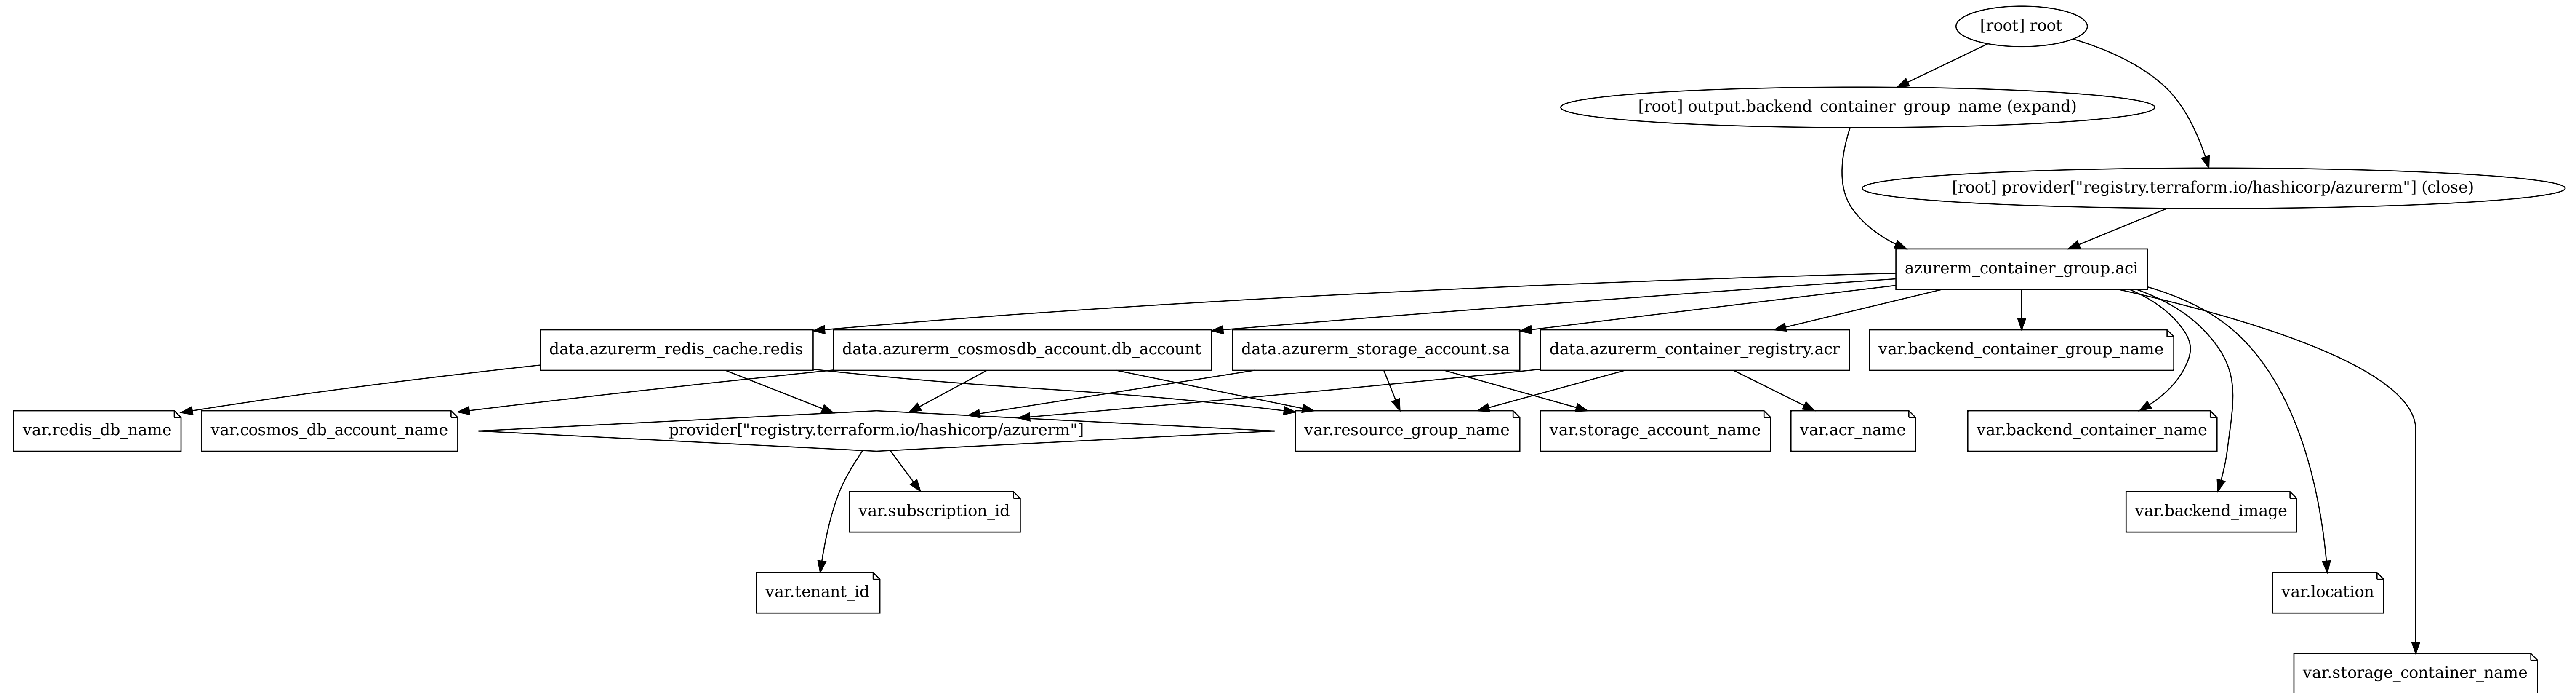 [root] root
[root] output.backend_container_group_name (expand)
[root] provider["registry.terraform.io/hashicorp/azurerm"] (close)
azurerm_container_group.aci
data.azurerm_redis_cache.redis
data.azurerm_cosmosdb_account.db_account
data.azurerm_storage_account.sa
data.azurerm_container_registry.acr
var.backend_container_group_name
var.redis_db_name
var.cosmos_db_account_name
provider["registry.terraform.io/hashicorp/azurerm"]
var.resource_group_name
var.storage_account_name
var.acr_name
var.backend_container_name
var.subscription_id
var.backend_image
var.tenant_id
var.location
var.storage_container_name